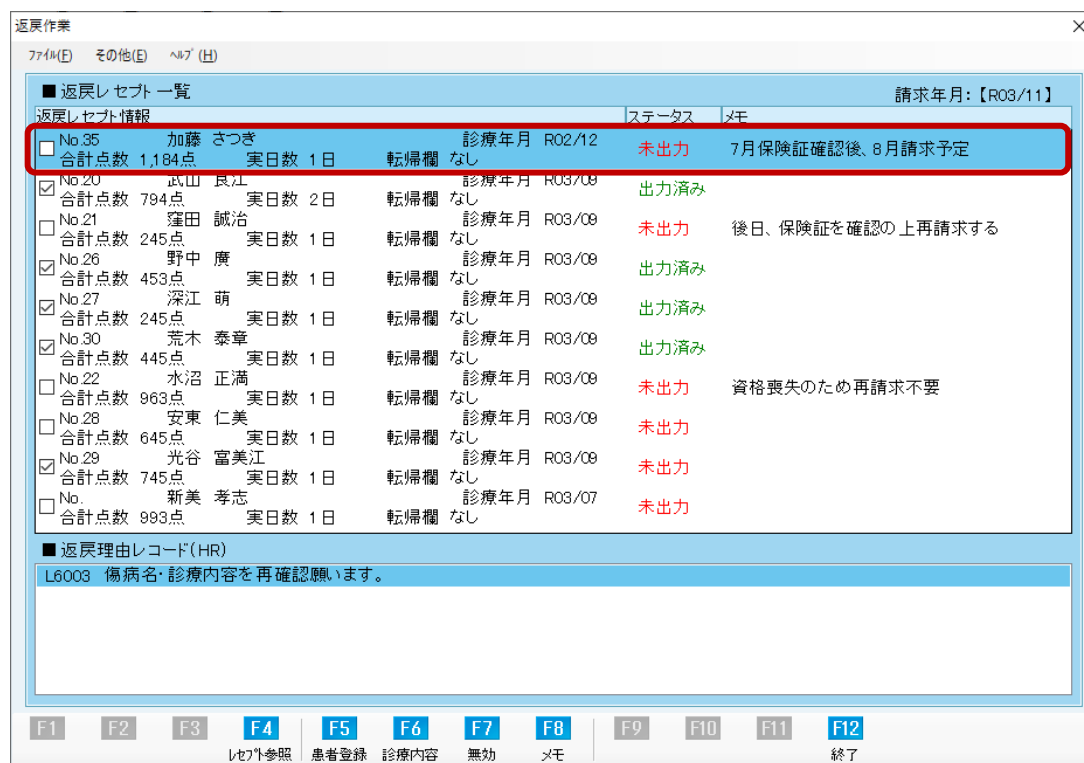 返戻作業
ファイル(F) その他(E) ヘルプ(H)
■返戻レセプト一覧 請求年月:【R03/11】
返戻レセプト情報 ステータス メモ
No.35 加藤 さつき 診療年月 R02/12
合計点数 1,184点 実日数 1日 転帰欄 なし
未出力 7月保険証確認後、8月請求予定
No.20 武山 良江 診療年月 R03/09
合計点数 794点 実日数 2日 転帰欄 なし
出力済み
No.21 窪田 誠治 診療年月 R03/09
合計点数 245点 実日数 1日 転帰欄 なし
未出力 後日、保険証を確認の上再請求する
No.26 野中 廣 診療年月 R03/09
合計点数 453点 実日数 1日 転帰欄 なし
出力済み
No.27 深江 萌 診療年月 R03/09
合計点数 245点 実日数 1日 転帰欄 なし
出力済み
No.30 荒木 泰章 診療年月 R03/09
合計点数 445点 実日数 1日 転帰欄 なし
出力済み
No.22 水沼 正満 診療年月 R03/09
合計点数 963点 実日数 1日 転帰欄 なし
未出力 資格喪失のため再請求不要
No.28 安東 仁美 診療年月 R03/09
合計点数 645点 実日数 1日 転帰欄 なし
未出力
No.29 光谷 富美江 診療年月 R03/09
合計点数 745点 実日数 1日 転帰欄 なし
未出力
No. 新美 孝志 診療年月 R03/07
合計点数 993点 実日数 1日 転帰欄 なし
未出力
■返戻理由レコード(HR)
L6003 傷病名・診療内容を再確認願います。
F1 F2 F3 F4 F5 F6 F7 F8 F9 F10 F11 F12
レセプト参照 患者登録 診療内容 無効 メモ 終了